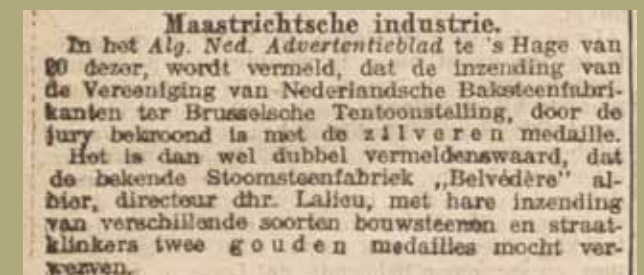 Maastrichtsche industrie.
In het Alg. Ned. Advertentieblad te 's Hage van
20 dezer, wordt vermeld, dat de inzending van
de Vereeniging van Nederlandsche Baksteenfabri-
kanten ter Brusselsche Tentoonstelling, door de
jury bekroond is met de zilveren medaille.
Het is dan wel dubbel vermeldenswaard, dat
de bekende Stoomsteenfabriek „Belvédère" al-
hier, directeur dhr. Lalieu, met hare inzending
van verschillende soorten bouwsteenen en straat-
klinkers twee gouden medailles mocht ver-
werven.